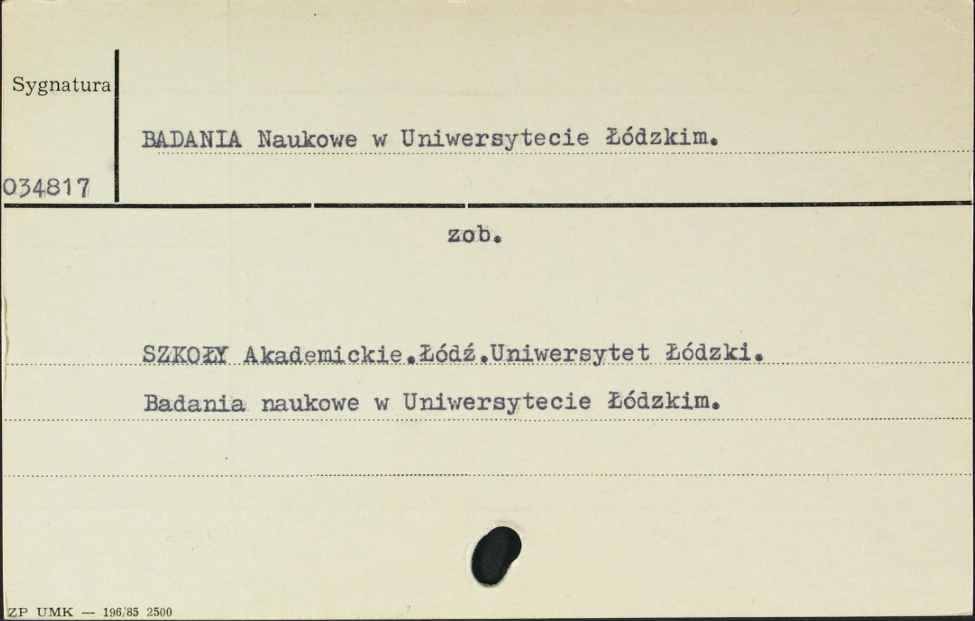 Sygnatura
BADANIA Naukowe w Uniwersytecie Łódzkim.
034817
zob.
SZKOŁY Akademickie.Łódź.Uniwersytet Łódzki.
Badania naukowe w Uniwersytecie Łódzkim.
ZP UMK — 196/85 2500